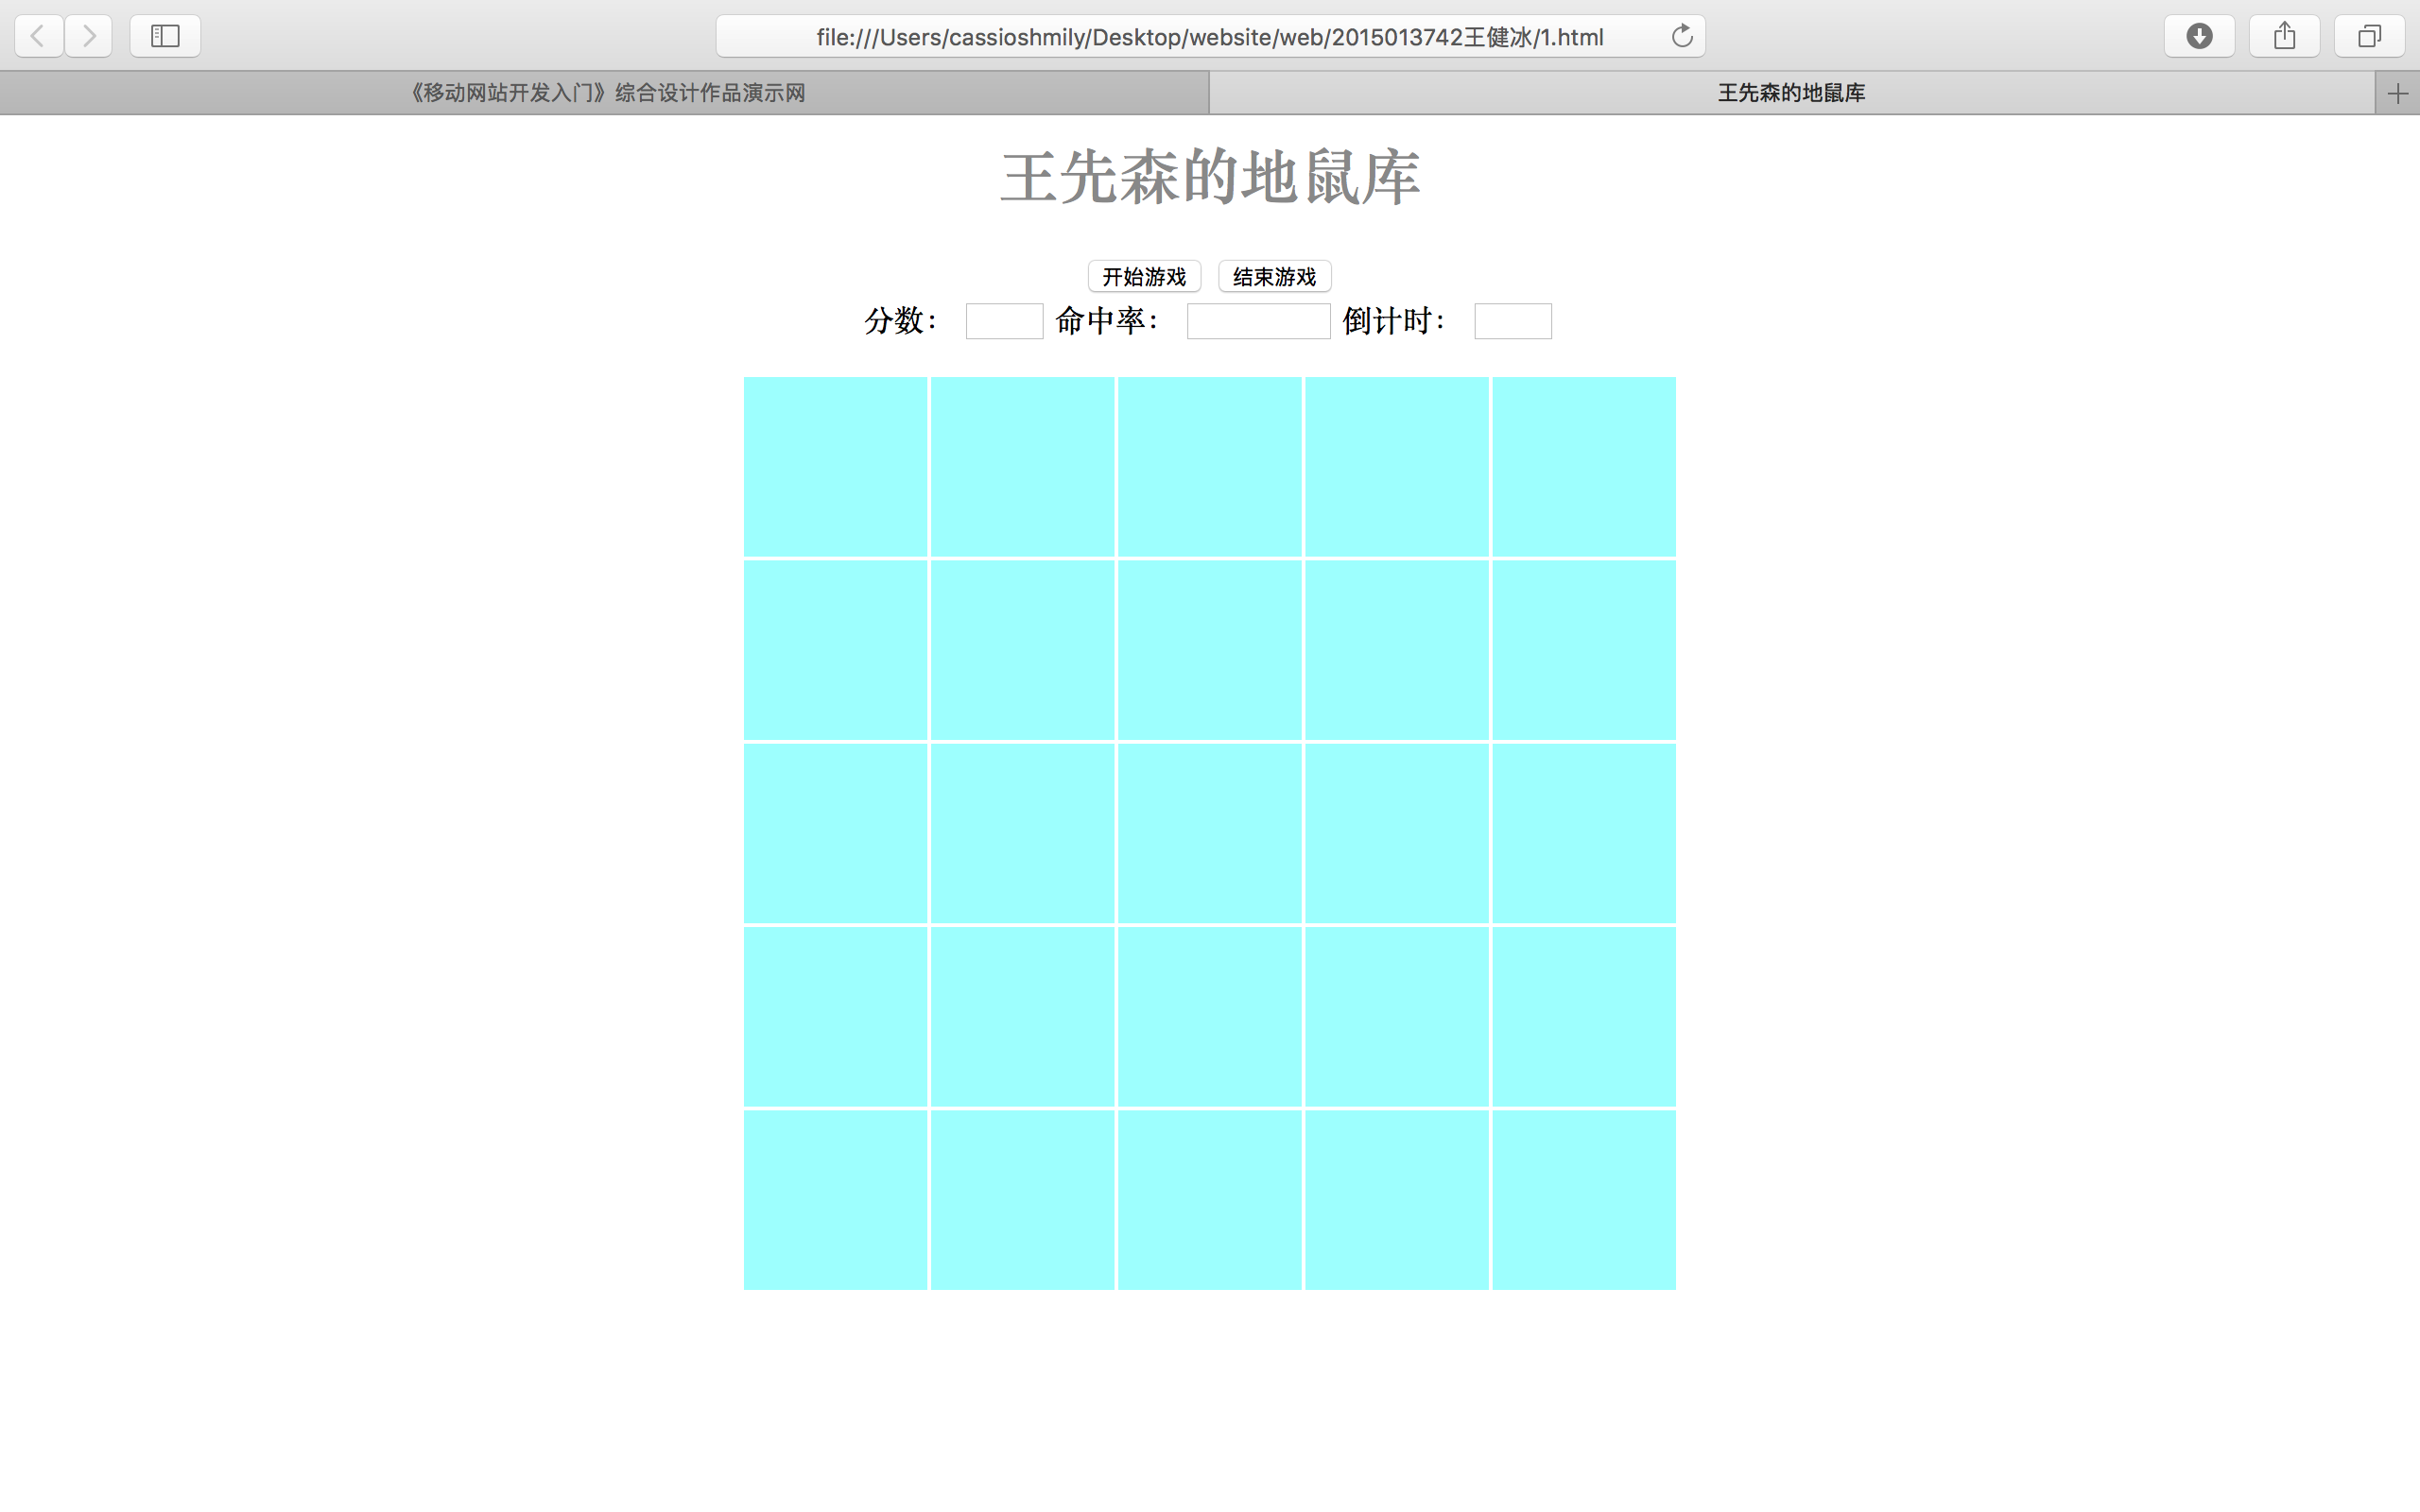 file:///Users/cassioshmily/Desktop/website/web/2015013742王健冰/1.html
《移动网站开发入门》综合设计作品演示网
王先森的地鼠库
王先森的地鼠库
开始游戏 结束游戏
分数： 命中率： 倒计时：